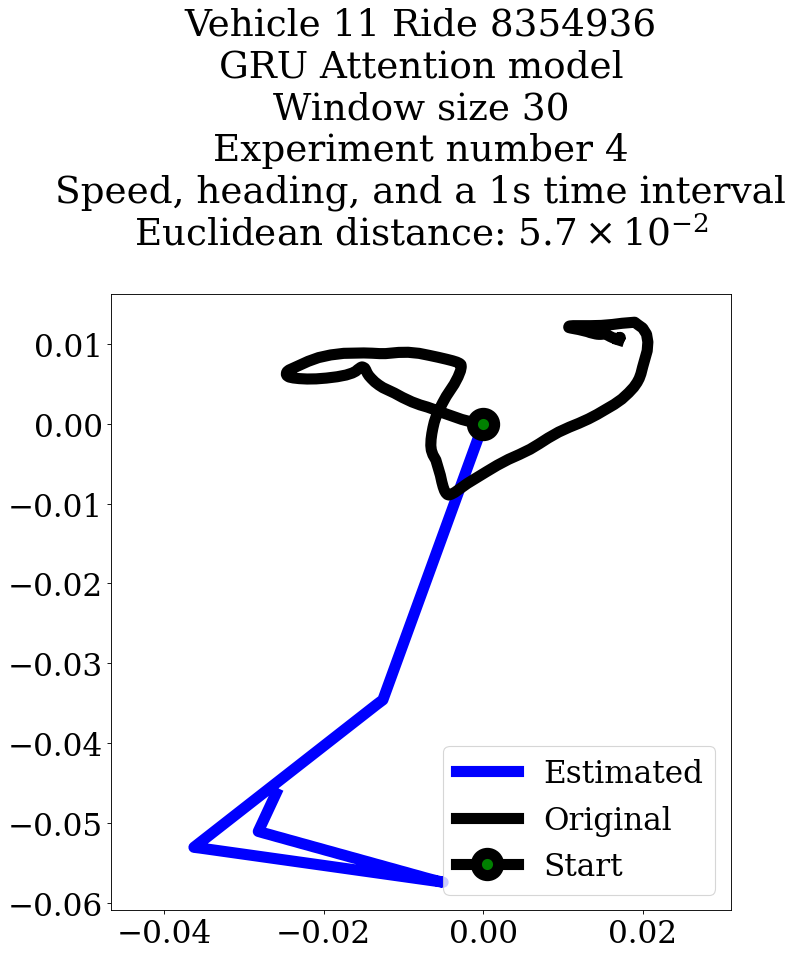 Vehicle 11 Ride 8354936
GRU Attention model
Window size 30
Experiment number 4
Speed, heading, and a 1s time interval
Euclidean distance: 5.7 × 10⁻²
0.01
0.00
−0.01
−0.02
−0.03
−0.04
−0.05
−0.06
Estimated
Original
Start
−0.04
−0.02
0.00
0.02